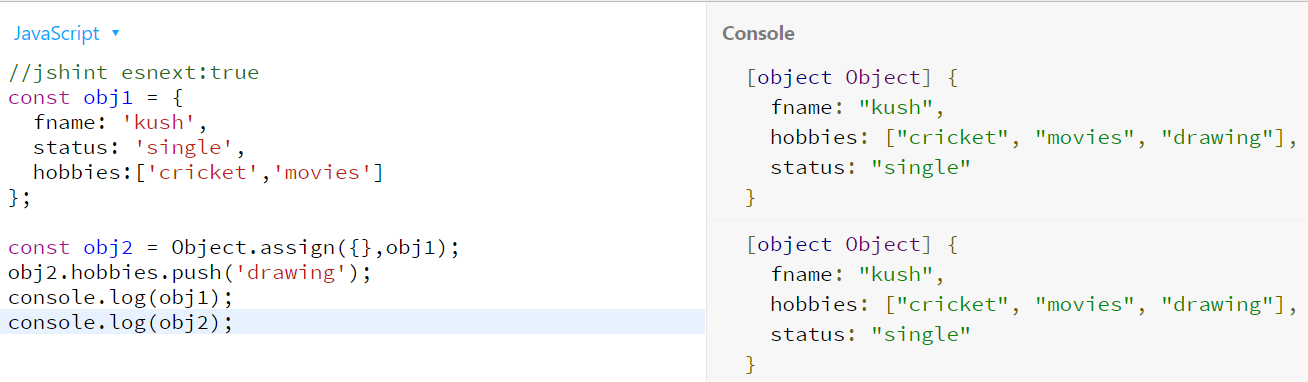 JavaScript ▾
//jshint esnext:true
const obj1 = {
  fname: 'kush',
  status: 'single',
  hobbies:['cricket','movies']
};

const obj2 = Object.assign({},obj1);
obj2.hobbies.push('drawing');
console.log(obj1);
console.log(obj2);
Console
[object Object] {
  fname: "kush",
  hobbies: ["cricket", "movies", "drawing"],
  status: "single"
}
[object Object] {
  fname: "kush",
  hobbies: ["cricket", "movies", "drawing"],
  status: "single"
}